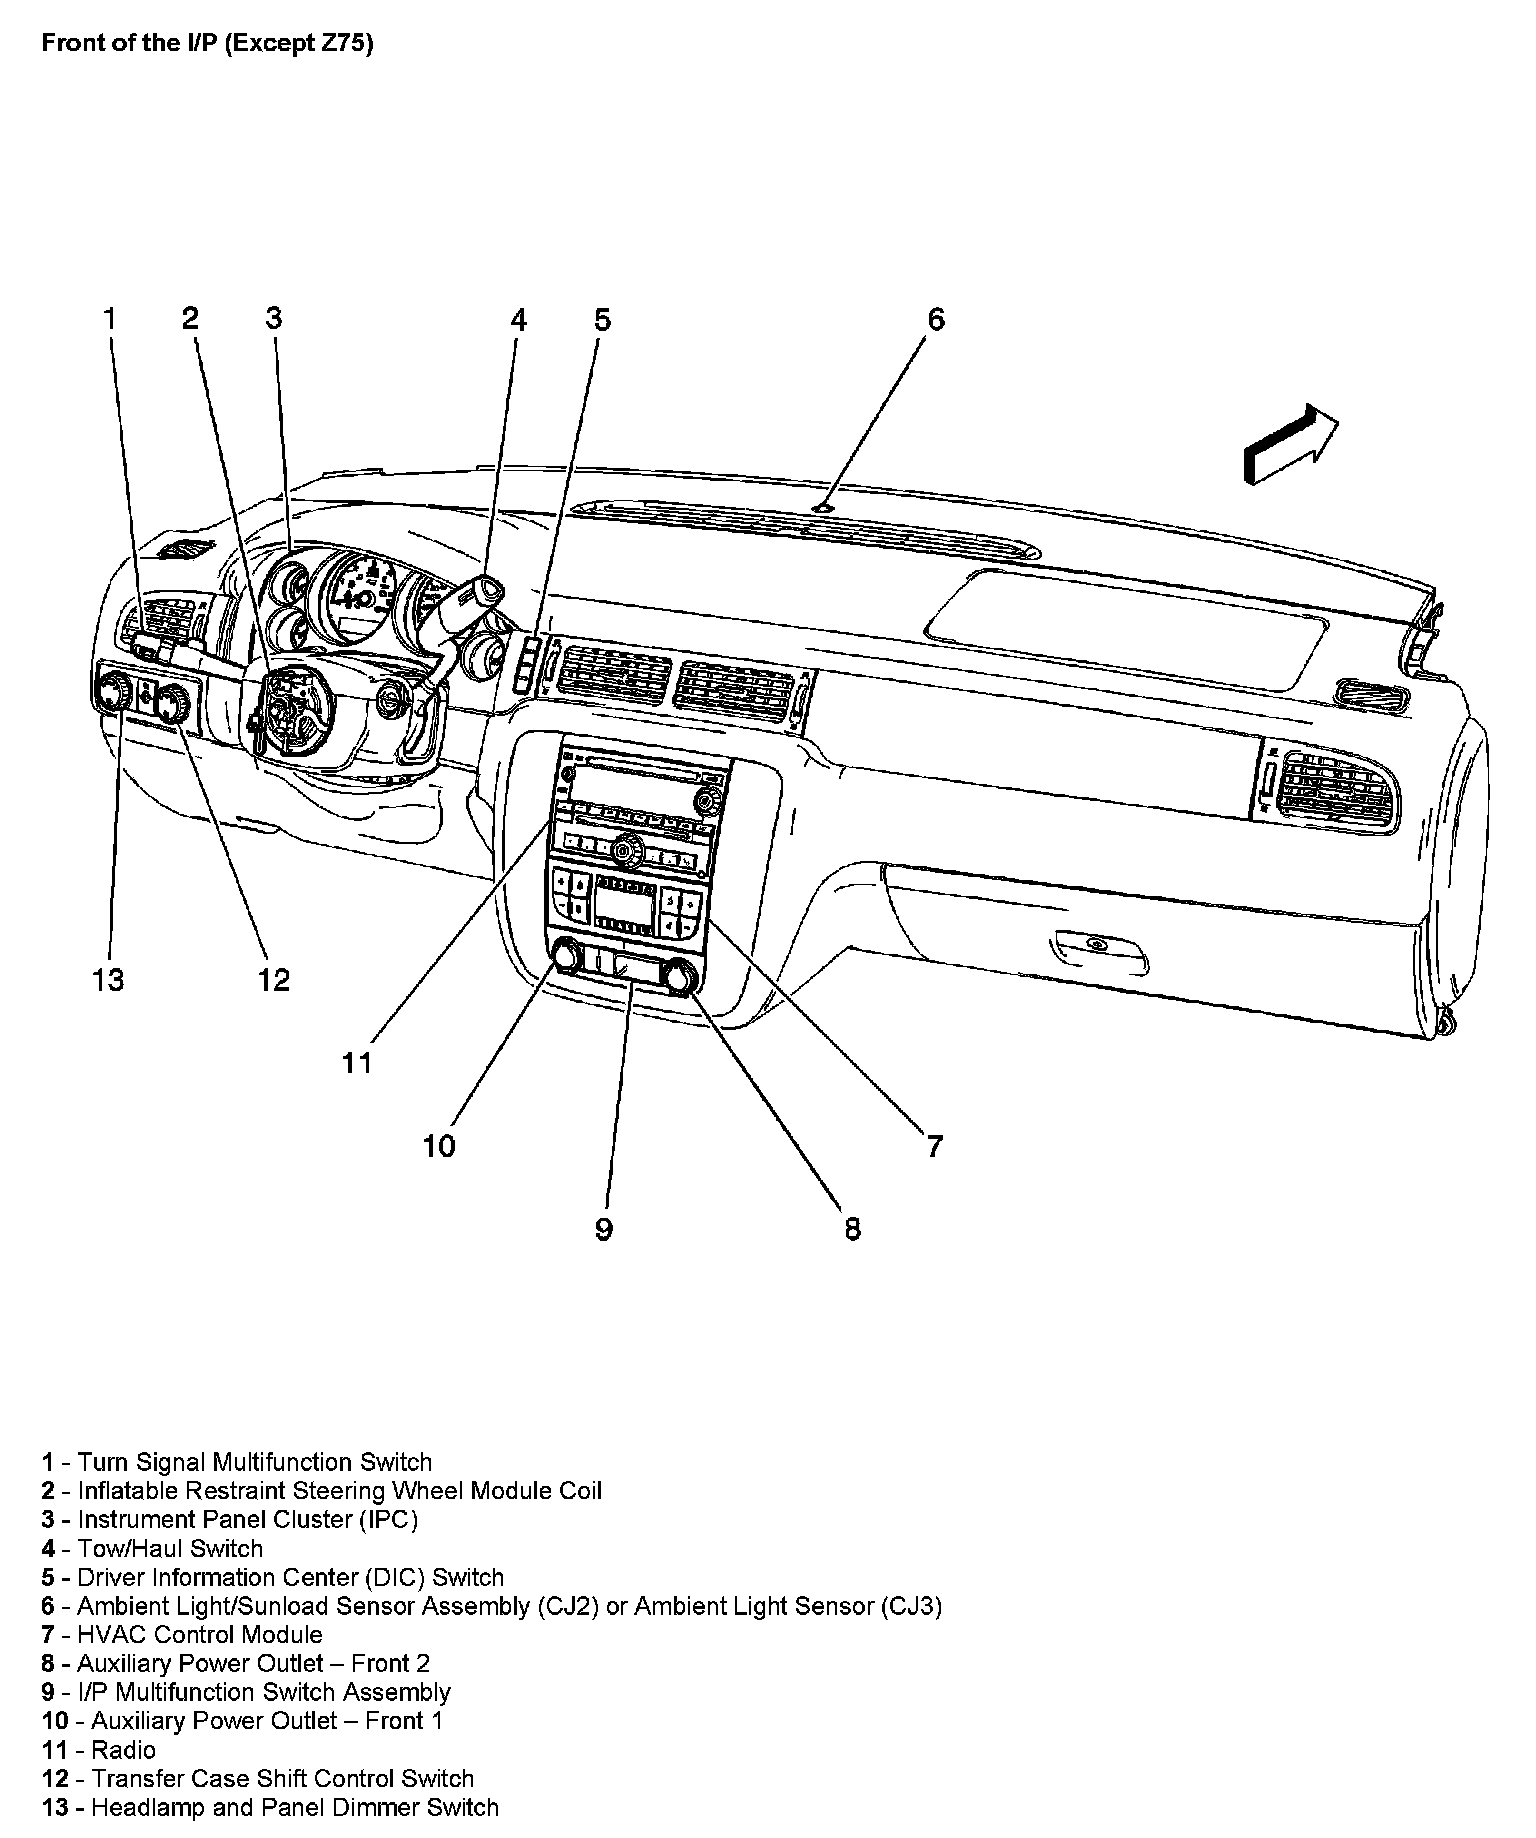 Front of the I/P (Except Z75)
1 2 3 4 5 6
13 12
11
10 7
9 8
1 - Turn Signal Multifunction Switch
2 - Inflatable Restraint Steering Wheel Module Coil
3 - Instrument Panel Cluster (IPC)
4 - Tow/Haul Switch
5 - Driver Information Center (DIC) Switch
6 - Ambient Light/Sunload Sensor Assembly (CJ2) or Ambient Light Sensor (CJ3)
7 - HVAC Control Module
8 - Auxiliary Power Outlet – Front 2
9 - I/P Multifunction Switch Assembly
10 - Auxiliary Power Outlet – Front 1
11 - Radio
12 - Transfer Case Shift Control Switch
13 - Headlamp and Panel Dimmer Switch